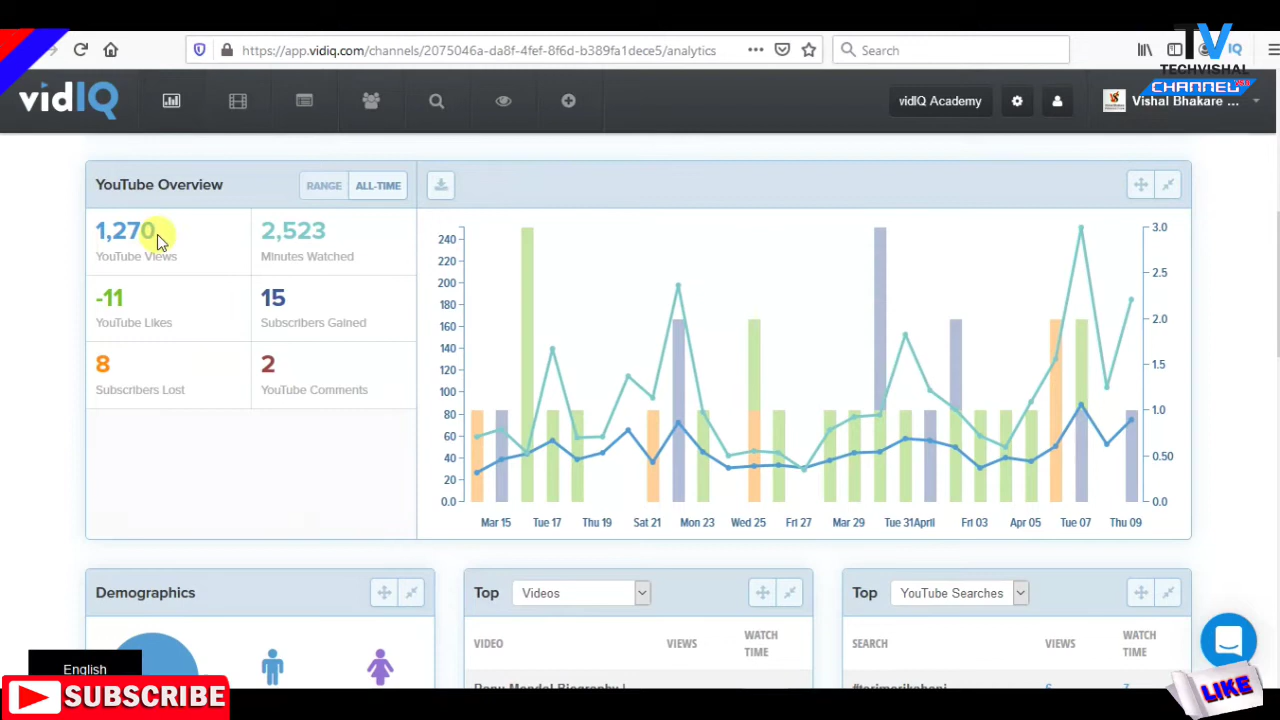 https://app.vidiq.com/channels/2075046a-da8f-4fef-8f6d-b389fa1dece5/analytics
Search
IQ
TV
TECHVISHAL
CHANNEL
vidIQ
vidIQ Academy
Vishal Bhakare ...
YouTube Overview
RANGE
ALL-TIME
1,270
YouTube Views
2,523
Minutes Watched
-11
YouTube Likes
15
Subscribers Gained
8
Subscribers Lost
2
YouTube Comments
240
220
200
180
160
140
120
100
80
60
40
20
0.0
3.0
2.5
2.0
1.5
1.0
0.50
0.0
Mar 15
Tue 17
Thu 19
Sat 21
Mon 23
Wed 25
Fri 27
Mar 29
Tue 31
April
Fri 03
Apr 05
Tue 07
Thu 09
Demographics
Top
Videos
VIDEO
VIEWS
WATCH TIME
Top
YouTube Searches
SEARCH
VIEWS
WATCH TIME
English
SUBSCRIBE
LIKE